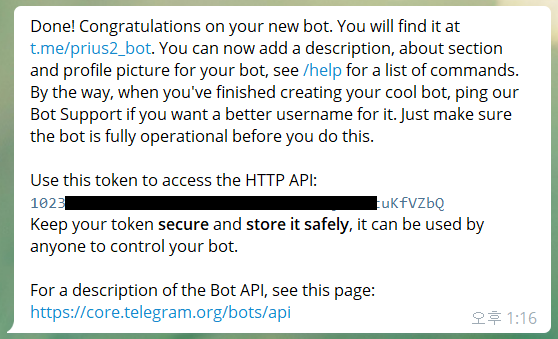 Done! Congratulations on your new bot. You will find it at
t.me/prius2_bot. You can now add a description, about section
and profile picture for your bot, see /help for a list of commands.
By the way, when you've finished creating your cool bot, ping our
Bot Support if you want a better username for it. Just make sure
the bot is fully operational before you do this.
Use this token to access the HTTP API:
1023 uKfVZbQ
Keep your token secure and store it safely, it can be used by
anyone to control your bot.
For a description of the Bot API, see this page:
https://core.telegram.org/bots/api
오후 1:16